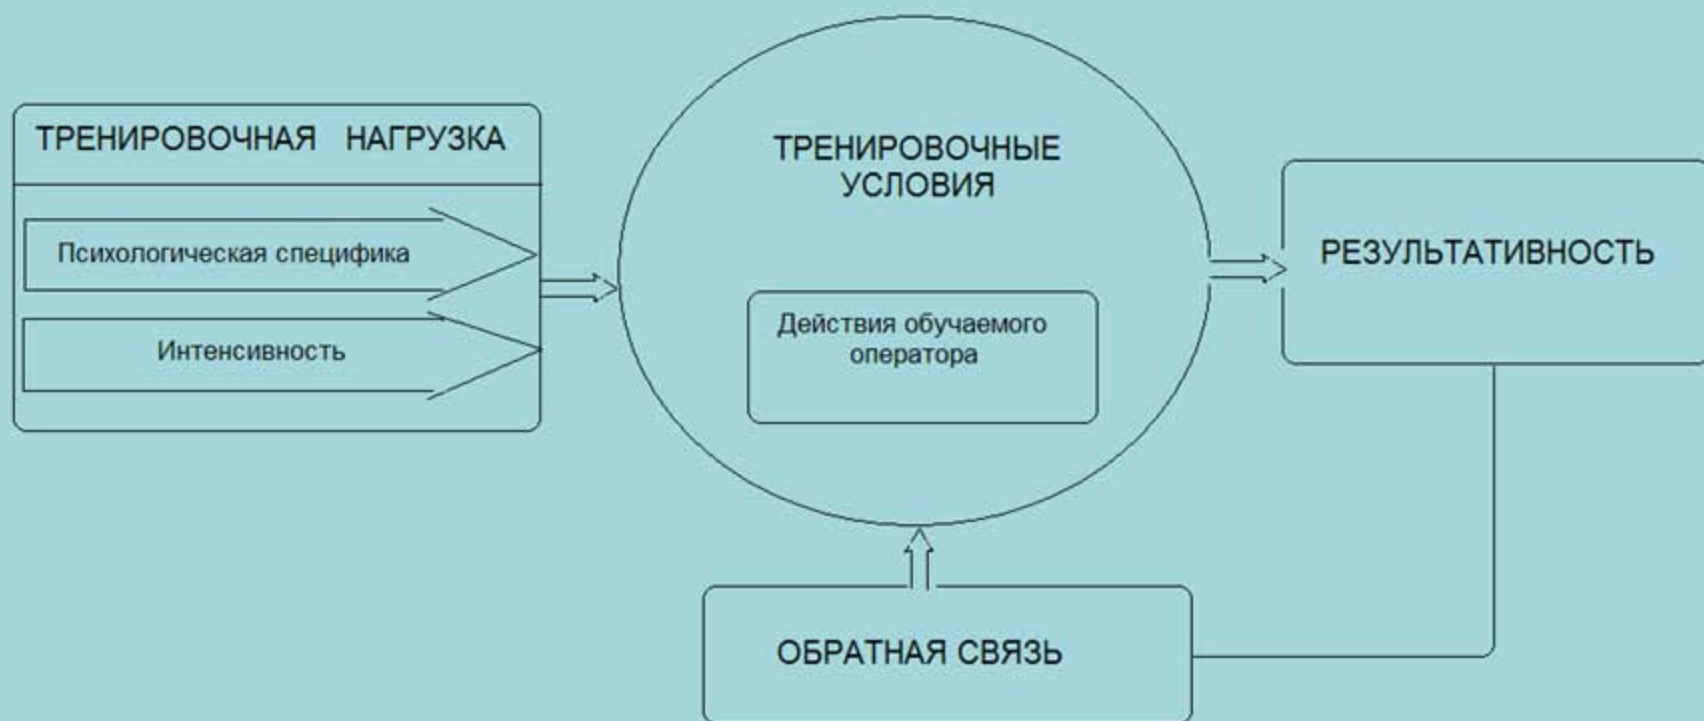 ТРЕНИРОВОЧНАЯ НАГРУЗКА
Психологическая специфика
Интенсивность
ТРЕНИРОВОЧНЫЕ
УСЛОВИЯ
Действия обучаемого
оператора
РЕЗУЛЬТАТИВНОСТЬ
ОБРАТНАЯ СВЯЗЬ